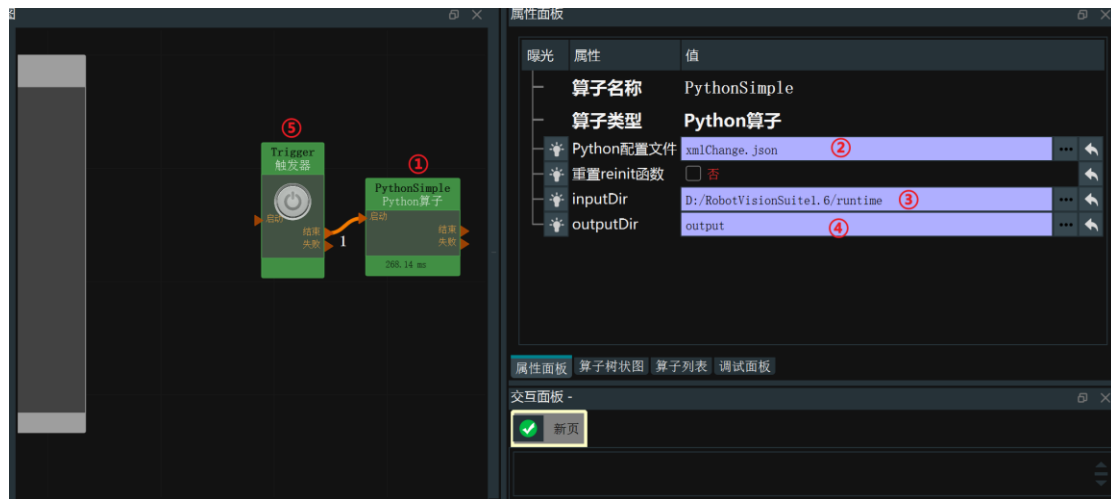 属性面板
曝光 属性 值
算子名称 PythonSimple
算子类型 Python算子
Python配置文件 xmlChange.json ② ...
重置reinit函数 否
inputDir D:/RobotVisionSuite1.6/runtime ③ ...
outputDir output ④ ...
⑤
Trigger
触发器
启动
结束
失败
1
①
PythonSimple
Python算子
启动
结束
失败
268.14 ms
属性面板 算子树状图 算子列表 调试面板
交互面板 -
新页